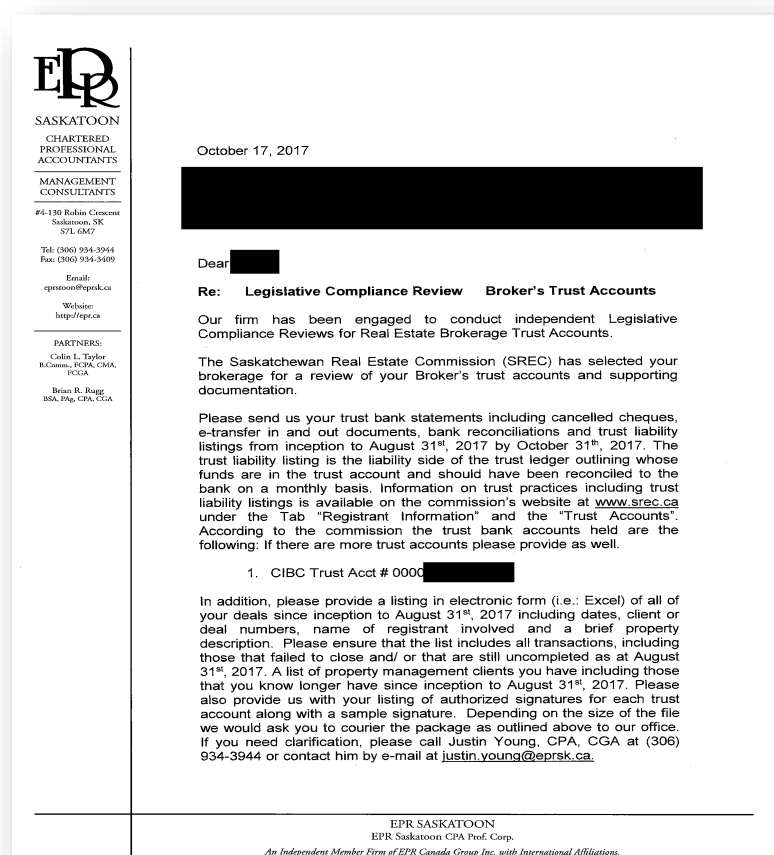 EPR
SASKATOON
CHARTERED
PROFESSIONAL
ACCOUNTANTS
MANAGEMENT
CONSULTANTS
#4-130 Robin Crescent
Saskatoon, SK
S7L 6M7
Tel: (306) 934-3944
Fax: (306) 934-3409
Email:
eprstoon@eprsk.ca
Website:
http://epr.ca
PARTNERS:
Colin L. Taylor
B.Comm., FCPA, CMA,
FCGA
Brian R. Rugg
BSA, PAg, CPA, CGA
October 17, 2017
Dear
Re: Legislative Compliance Review Broker's Trust Accounts
Our firm has been engaged to conduct independent Legislative
Compliance Reviews for Real Estate Brokerage Trust Accounts.
The Saskatchewan Real Estate Commission (SREC) has selected your
brokerage for a review of your Broker's trust accounts and supporting
documentation.
Please send us your trust bank statements including cancelled cheques,
e-transfer in and out documents, bank reconciliations and trust liability
listings from inception to August 31st, 2017 by October 31th, 2017. The
trust liability listing is the liability side of the trust ledger outlining whose
funds are in the trust account and should have been reconciled to the
bank on a monthly basis. Information on trust practices including trust
liability listings is available on the commission's website at www.srec.ca
under the Tab "Registrant Information" and the "Trust Accounts".
According to the commission the trust bank accounts held are the
following: If there are more trust accounts please provide as well.
1. CIBC Trust Acct # 0000
In addition, please provide a listing in electronic form (i.e.: Excel) of all of
your deals since inception to August 31st, 2017 including dates, client or
deal numbers, name of registrant involved and a brief property
description. Please ensure that the list includes all transactions, including
those that failed to close and/ or that are still uncompleted as at August
31st, 2017. A list of property management clients you have including those
that you know longer have since inception to August 31st, 2017. Please
also provide us with your listing of authorized signatures for each trust
account along with a sample signature. Depending on the size of the file
we would ask you to courier the package as outlined above to our office.
If you need clarification, please call Justin Young, CPA, CGA at (306)
934-3944 or contact him by e-mail at justin.young@eprsk.ca.
EPR SASKATOON
EPR Saskatoon CPA Prof. Corp.
An Independent Member Firm of EPR Canada Group Inc. with International Affiliations.